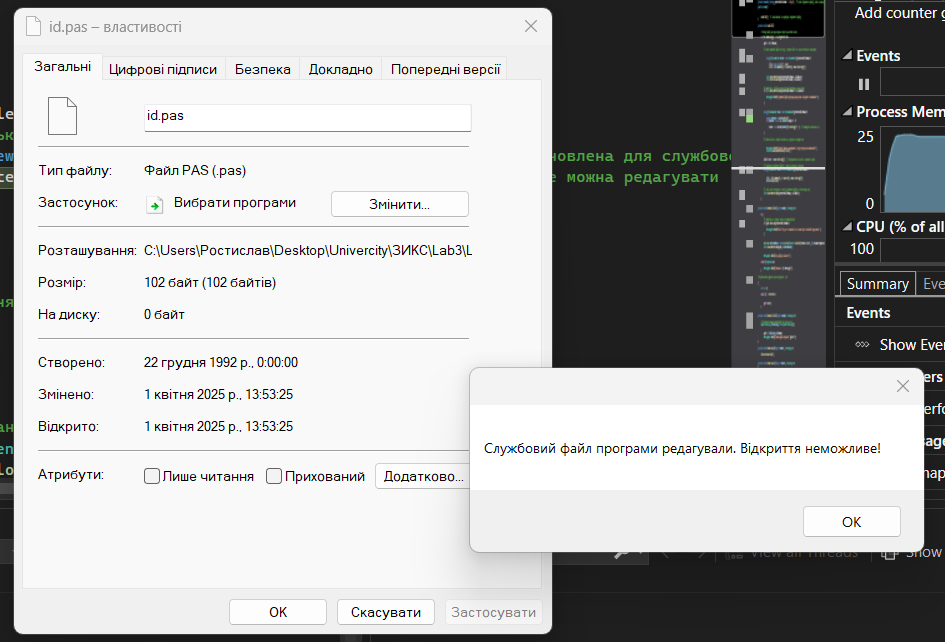 id.pas – властивості
Загальні
Цифрові підписи
Безпека
Докладно
Попередні версії
id.pas
Тип файлу: Файл PAS (.pas)
Застосунок: Вибрати програми
Змінити...
Розташування: C:\Users\Ростислав\Desktop\Univercity\ЗИКС\Lab3\L
Розмір: 102 байт (102 байтів)
На диску: 0 байт
Створено: 22 грудня 1992 р., 0:00:00
Змінено: 1 квітня 2025 р., 13:53:25
Відкрито: 1 квітня 2025 р., 13:53:25
Атрибути: Лише читання Прихований Додатково...
OK Скасувати Застосувати
Службовий файл програми редагували. Відкриття неможливе!
OK
новлена для службово
е можна редагувати
Add counter g
Events
Process Mem
25
0
CPU (% of all
100
Summary Eve
Events
Show Ever
View all Threads
Show